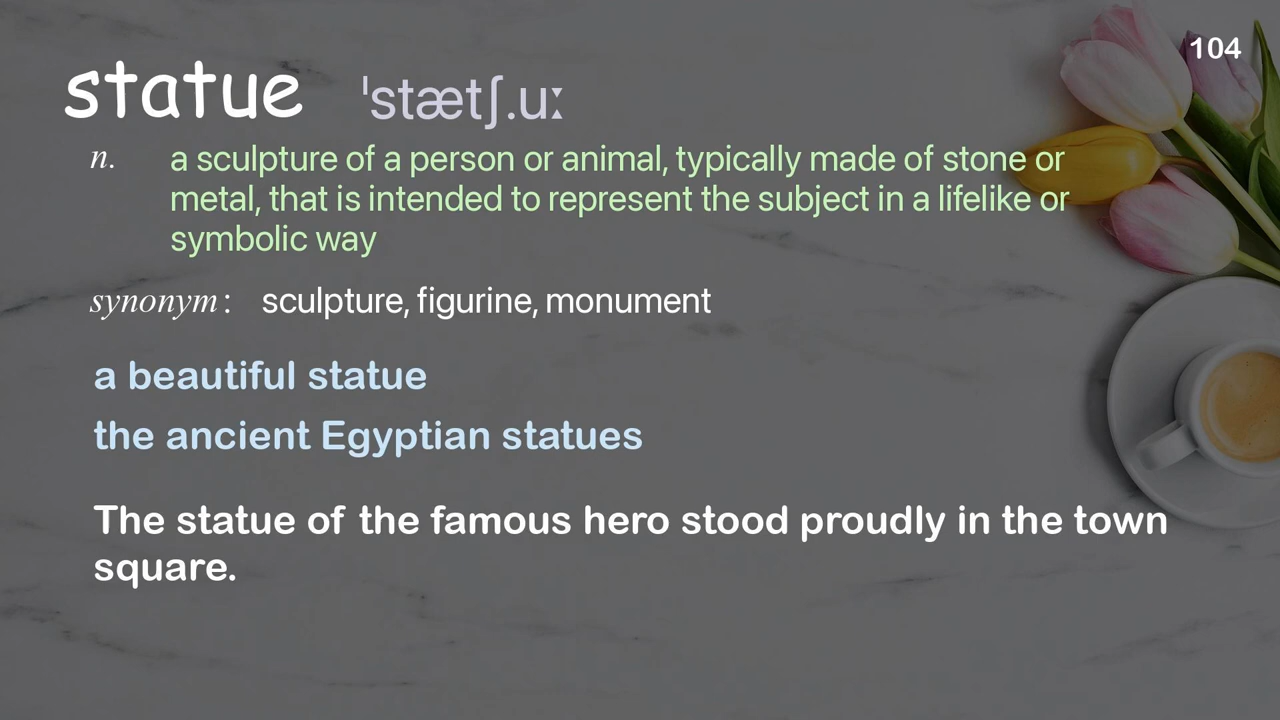 104
statue ˈstætʃ.uː
n. a sculpture of a person or animal, typically made of stone or
metal, that is intended to represent the subject in a lifelike or
symbolic way
synonym: sculpture, figurine, monument
a beautiful statue
the ancient Egyptian statues
The statue of the famous hero stood proudly in the town
square.